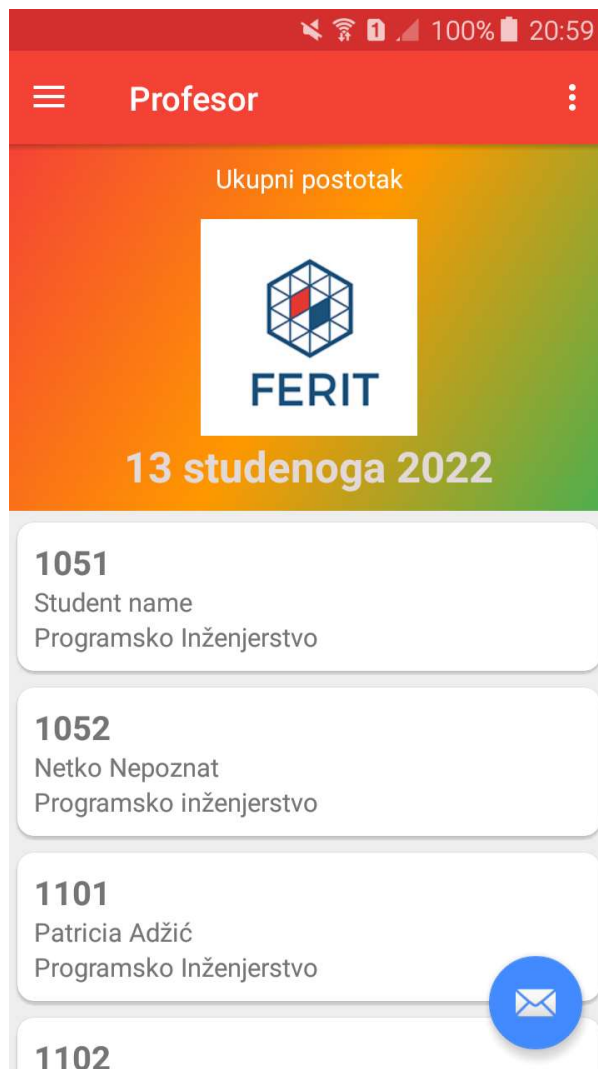 1 100% 20:59
Profesor
Ukupni postotak
FERIT
13 studenoga 2022
1051
Student name
Programsko Inženjerstvo
1052
Netko Nepoznat
Programsko inženjerstvo
1101
Patricia Adžić
Programsko Inženjerstvo
1102